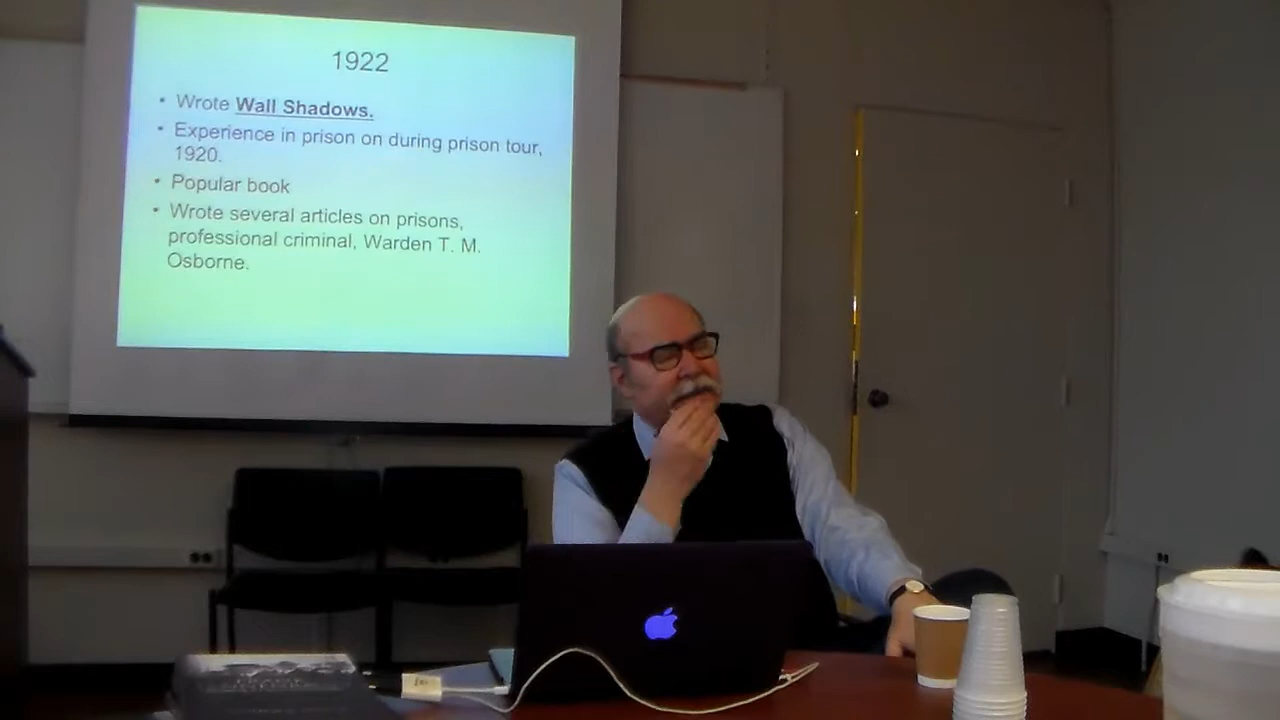 1922
• Wrote Wall Shadows.
• Experience in prison on during prison tour,
1920.
• Popular book
• Wrote several articles on prisons,
professional criminal, Warden T. M.
Osborne.